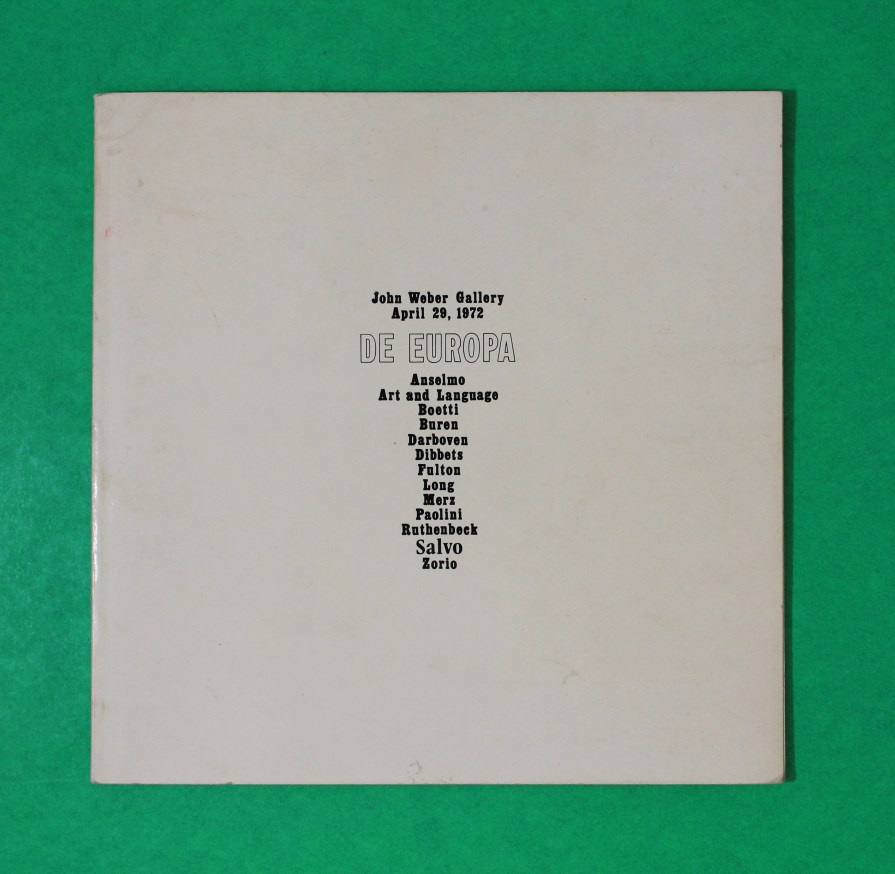 John Weber Gallery
April 29, 1972
DE EUROPA
Anselmo
Art and Language
Boetti
Buren
Darboven
Dibbets
Fulton
Long
Merz
Paolini
Ruthenbeck
Salvo
Zorio